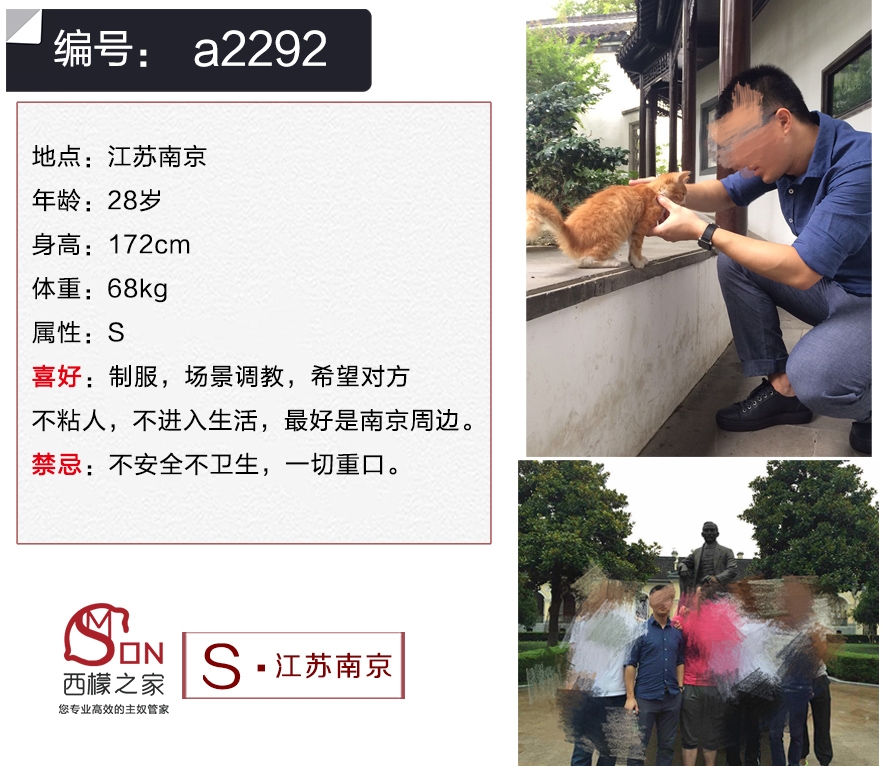 编号： a2292
地点：江苏南京
年龄：28岁
身高：172cm
体重：68kg
属性：S
喜好：制服，场景调教，希望对方
不粘人，不进入生活，最好是南京周边。
禁忌：不安全不卫生，一切重口。
SMON
西檬之家
您专业高效的主奴管家
S·江苏南京